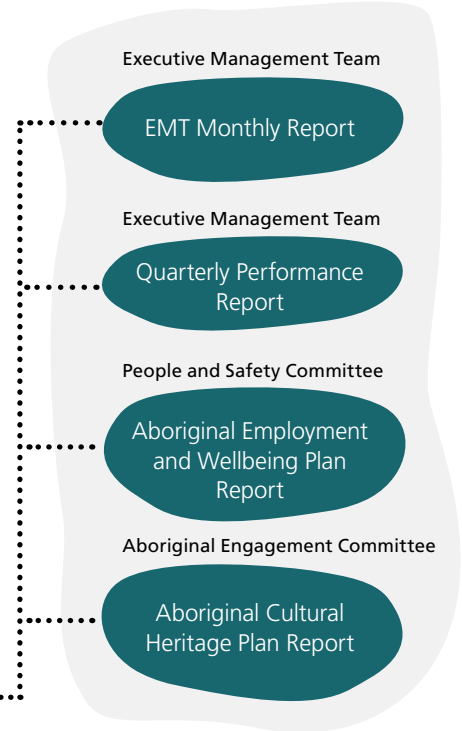 Executive Management Team
EMT Monthly Report
Executive Management Team
Quarterly Performance
Report
People and Safety Committee
Aboriginal Employment
and Wellbeing Plan
Report
Aboriginal Engagement Committee
Aboriginal Cultural
Heritage Plan Report